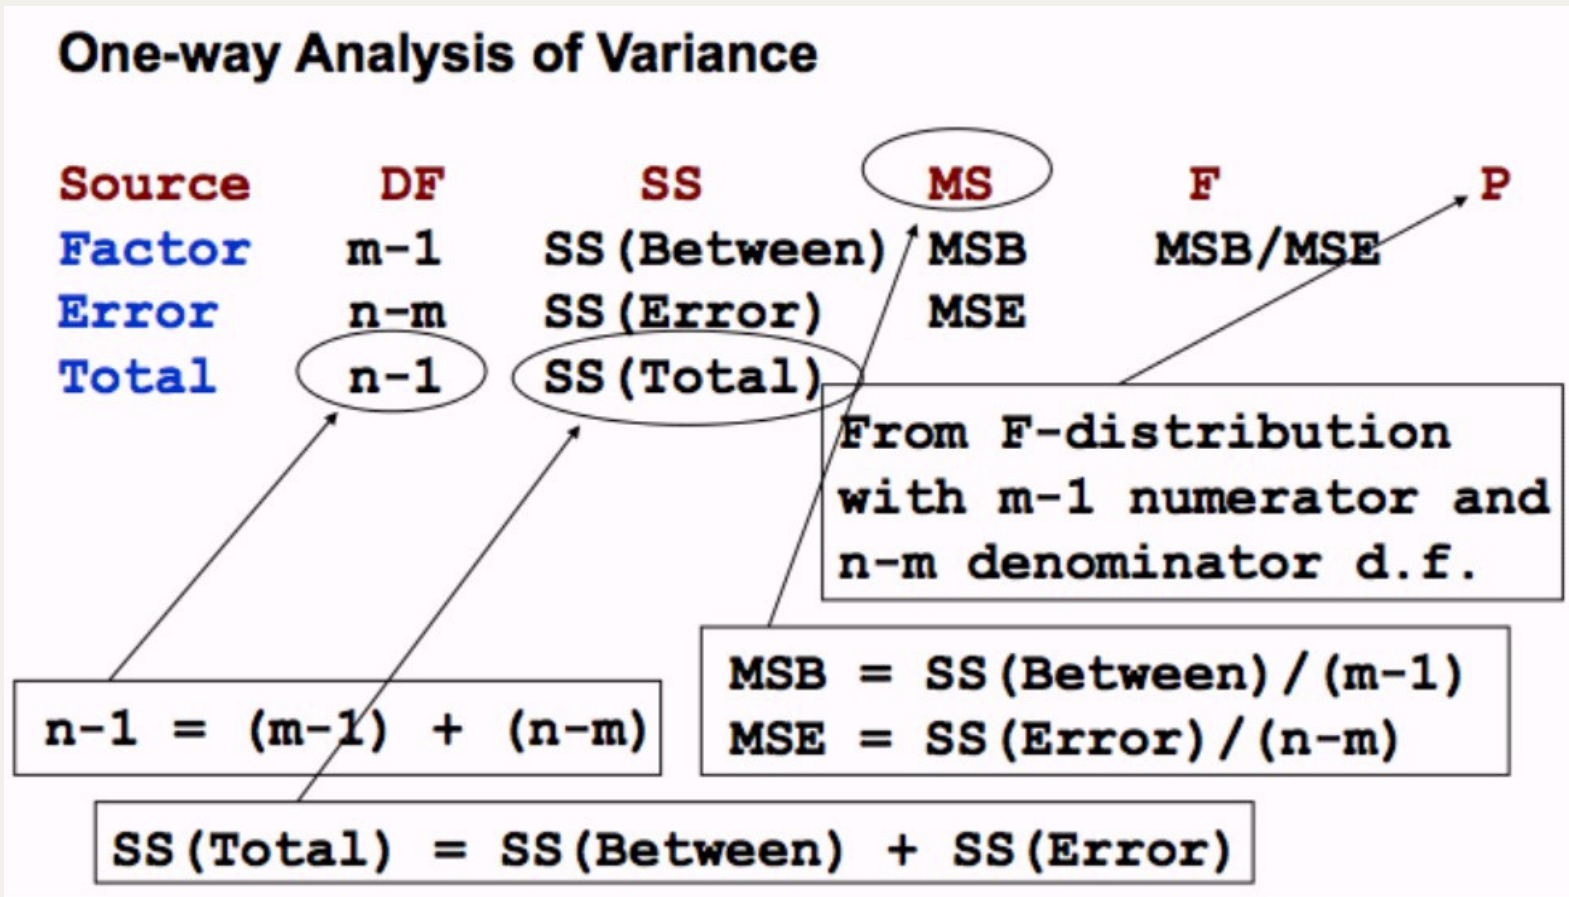 One-way Analysis of Variance
Source DF SS MS F P
Factor m-1 SS(Between) MSB MSB/MSE
Error n-m SS(Error) MSE
Total n-1 SS(Total)
From F-distribution
with m-1 numerator and
n-m denominator d.f.
MSB = SS(Between)/(m-1)
MSE = SS(Error)/(n-m)
n-1 = (m-1) + (n-m)
SS(Total) = SS(Between) + SS(Error)